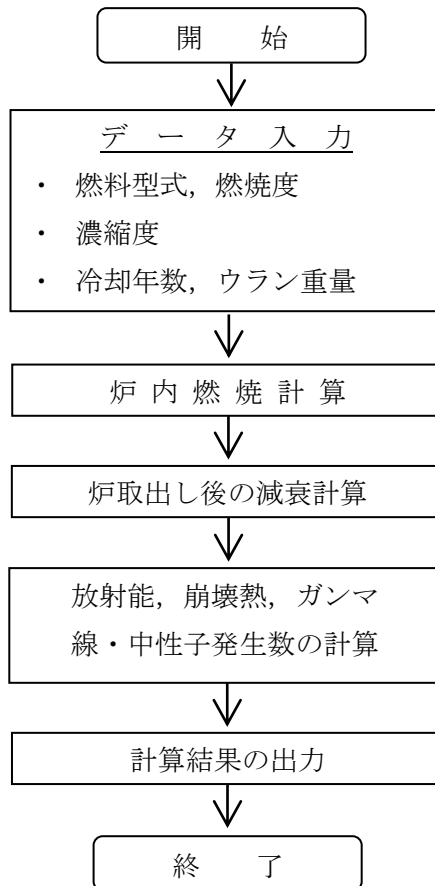 開　　始
デ ー タ 入 力
・ 燃料型式，燃焼度
・ 濃縮度
・ 冷却年数，ウラン重量
炉 内 燃 焼 計 算
炉取出し後の減衰計算
放射能，崩壊熱，ガンマ
線・中性子発生数の計算
計算結果の出力
終　　了